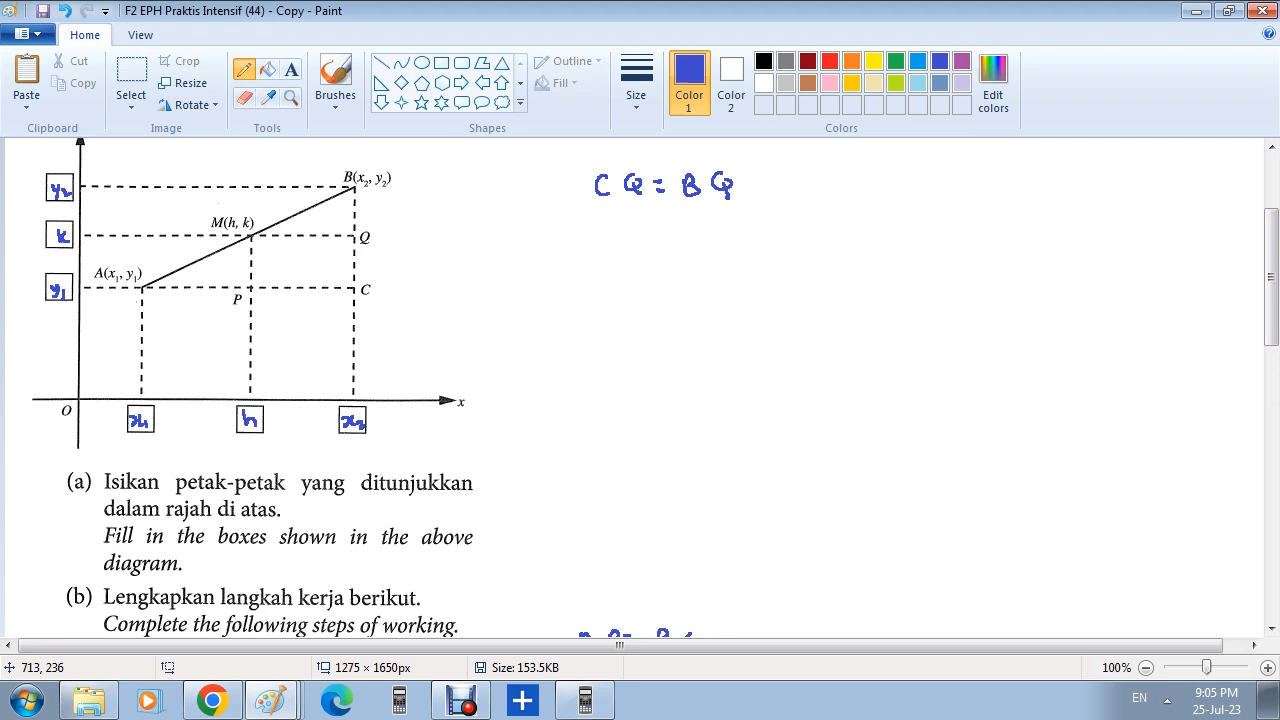 F2 EPH Praktis Intensif (44) - Copy - Paint
Home View
Paste
Cut
Copy
Select
Crop
Resize
Rotate
A
Brushes
Outline
Fill
Size
Color 1
Color 2
Edit colors
Clipboard
Image
Tools
Shapes
Colors
y2
B(x2, y2)
C Q = B Q
M(h, k)
k
Q
A(x1, y1)
y1
P
C
O
x
x1
h
x2
(a) Isikan petak-petak yang ditunjukkan
dalam rajah di atas.
Fill in the boxes shown in the above
diagram.
(b) Lengkapkan langkah kerja berikut.
Complete the following steps of working.
713, 236
1275 × 1650px
Size: 153.5KB
100%
EN
9:05 PM
25-Jul-23